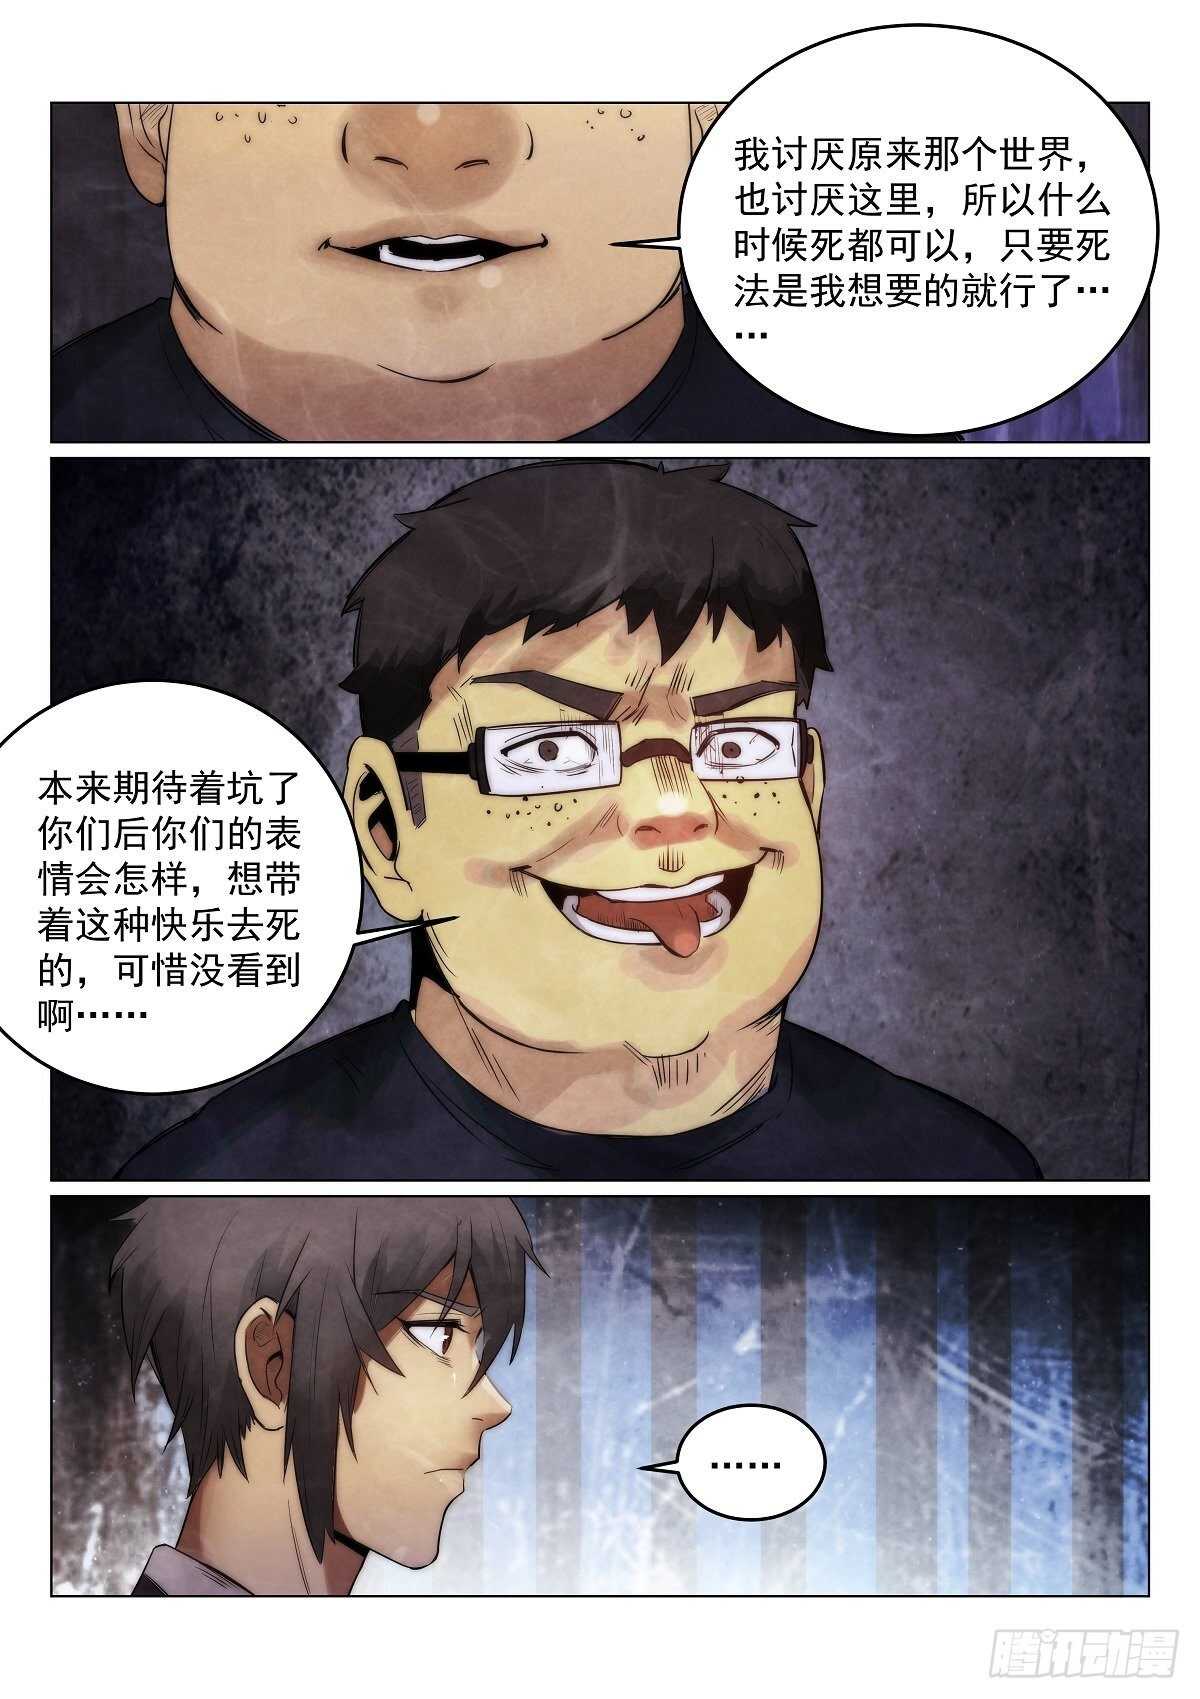 我讨厌原来那个世界，
也讨厌这里，所以什么
时候死都可以，只要死
法是我想要的就行了…
…
本来期待着坑了
你们后你们的表
情会怎样，想带
着这种快乐去死
的，可惜没看到
啊……
……
腾讯动漫